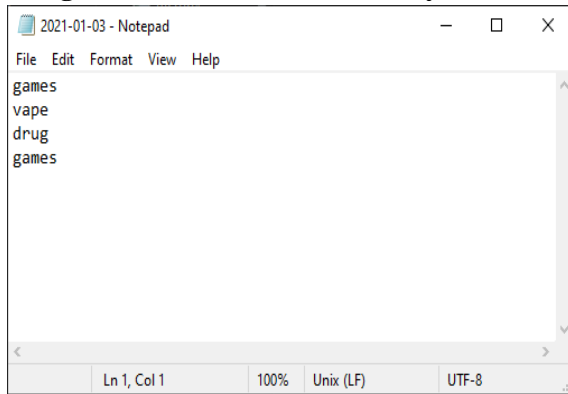 2021-01-03 - Notepad
File Edit Format View Help
games
vape
drug
games
Ln 1, Col 1 100% Unix (LF) UTF-8